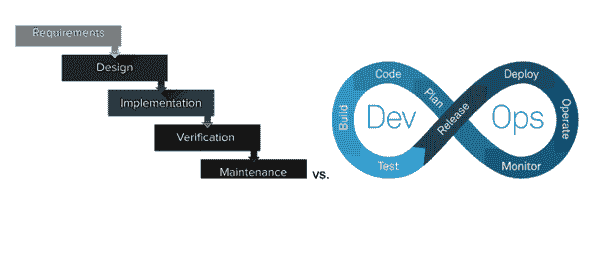 Requirements
Design
Implementation
Verification
Maintenance
vs.
Dev
Ops
Code
Plan
Build
Test
Release
Deploy
Operate
Monitor